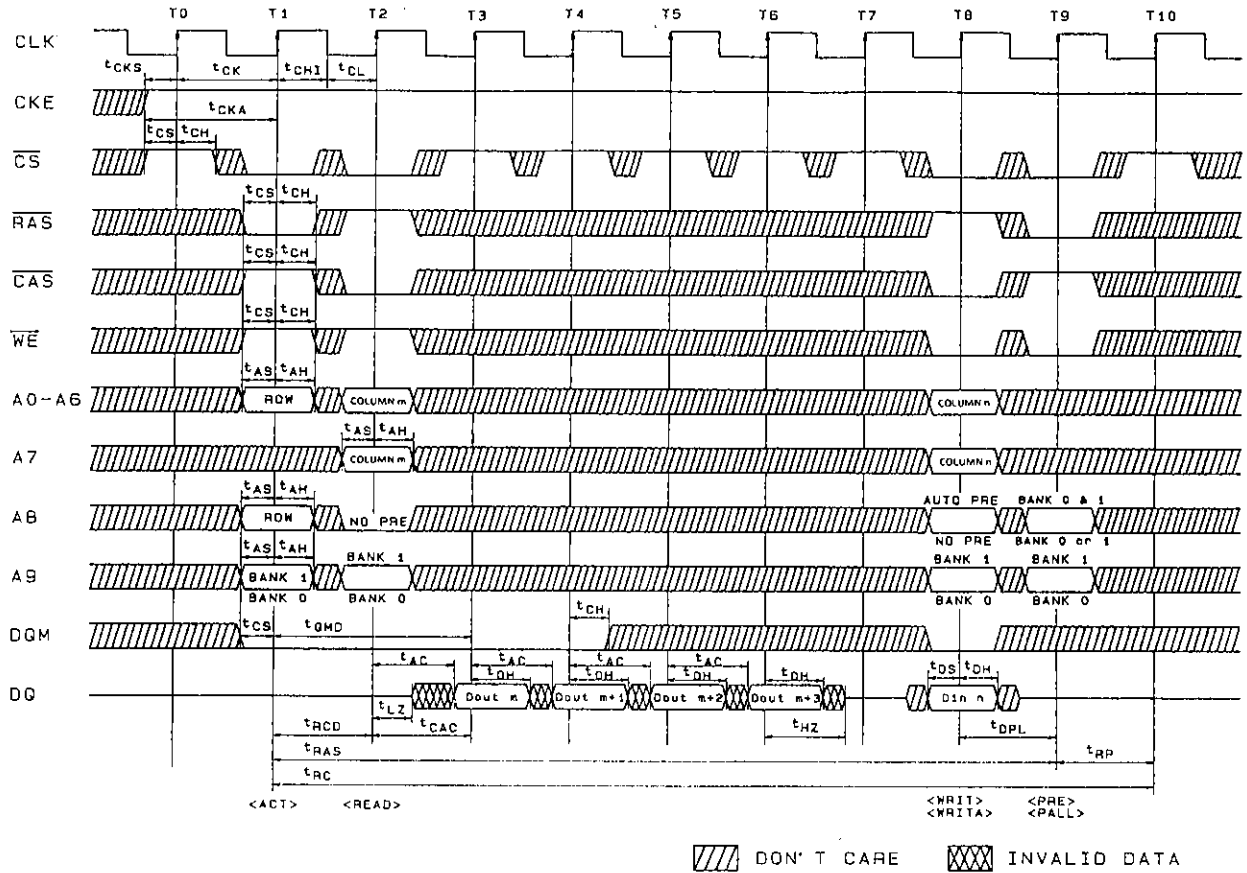 T0 T1 T2 T3 T4 T5 T6 T7 T8 T9 T10
CLK
tCKS tCK tCHI tCL
CKE
tCKA
tCS tCH
CS
tCS tCH
RAS
tCS tCH
CAS
tCS tCH
WE
tAS tAH
A0-A6 ROW COLUMN m COLUMN n
tAS tAH
A7 COLUMN m COLUMN n
tAS tAH AUTO PRE BANK 0 & 1
A8 ROW NO PRE
NO PRE BANK 0 or 1
tAS tAH BANK 1 BANK 1 BANK 1
A9 BANK 1
BANK 0 BANK 0 BANK 0 BANK 0
tCH
DQM tCS tQMD
tAC tAC tAC tAC
tOH tOH tOH tOH tDS tDH
DQ Dout m Dout m+1 Dout m+2 Dout m+3 Din n
tLZ
tRCD tCAC tHZ tDPL
tRAS tRP
tRC
<ACT> <READ> <WRIT> <PRE>
<WRITA> <PALL>
DON'T CARE INVALID DATA